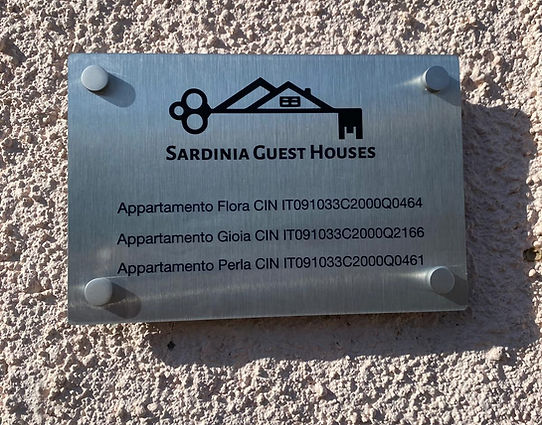 SARDINIA GUEST HOUSES
Appartamento Flora CIN IT091033C2000Q0464
Appartamento Gioia CIN IT091033C2000Q2166
Appartamento Perla CIN IT091033C2000Q0461